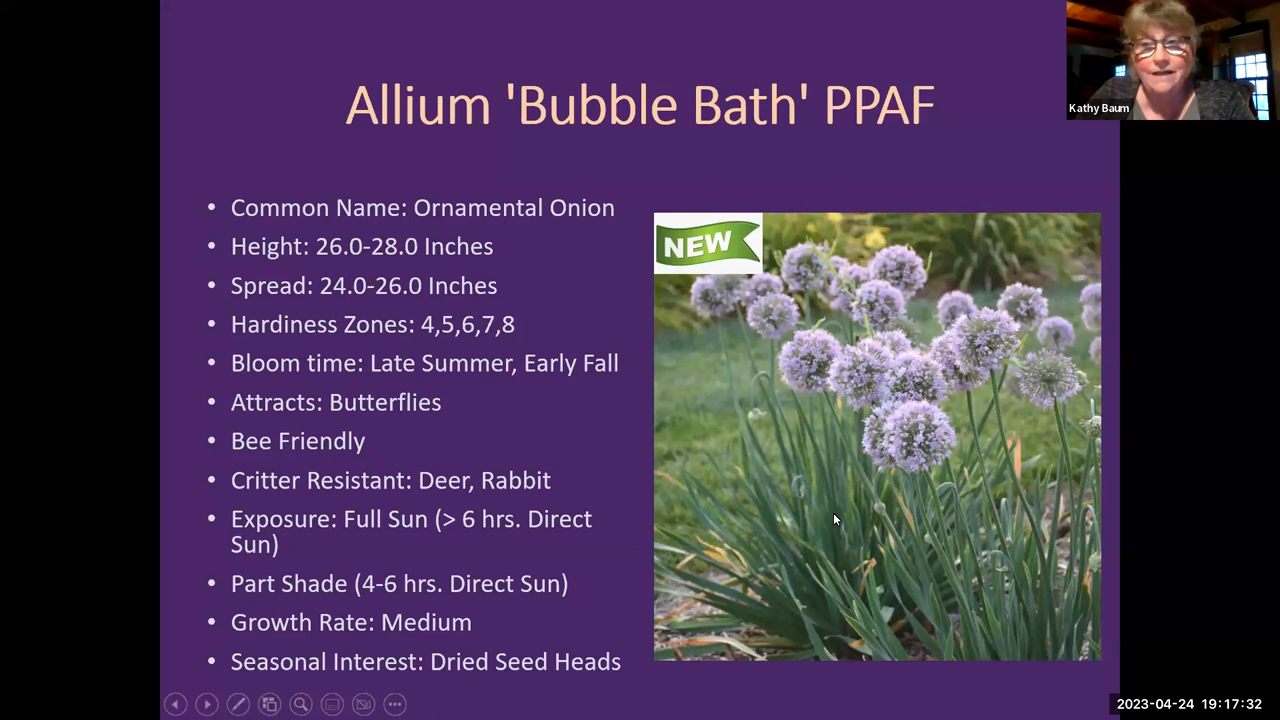 Allium 'Bubble Bath' PPAF
Kathy Baum
• Common Name: Ornamental Onion
• Height: 26.0-28.0 Inches
• Spread: 24.0-26.0 Inches
• Hardiness Zones: 4,5,6,7,8
• Bloom time: Late Summer, Early Fall
• Attracts: Butterflies
• Bee Friendly
• Critter Resistant: Deer, Rabbit
• Exposure: Full Sun (> 6 hrs. Direct
Sun)
• Part Shade (4-6 hrs. Direct Sun)
• Growth Rate: Medium
• Seasonal Interest: Dried Seed Heads
NEW
2023-04-24 19:17:32